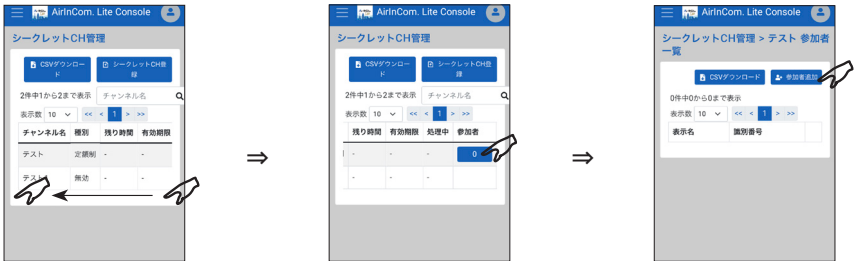 AirInCom. Lite Console
シークレットCH管理
CSVダウンロー
ド
シークレットCH登
録
2件中1から2まで表示 チャンネル名
表示数 10 << < 1 > >>
チャンネル名 種別 残り時間 有効期限
テスト 定額制 - -
無効 - -
⇒
AirInCom. Lite Console
シークレットCH管理
CSVダウンロー
ド
シークレットCH登
録
2件中1から2まで表示 チャンネル名
表示数 10 << < 1 > >>
残り時間 有効期限 処理中 参加者
- - - 0
- - -
⇒
AirInCom. Lite Console
シークレットCH管理 > テスト 参加者
一覧
CSVダウンロード 参加者追加
0件中0から0まで表示
表示数 10 << < 1 > >>
表示名 識別番号